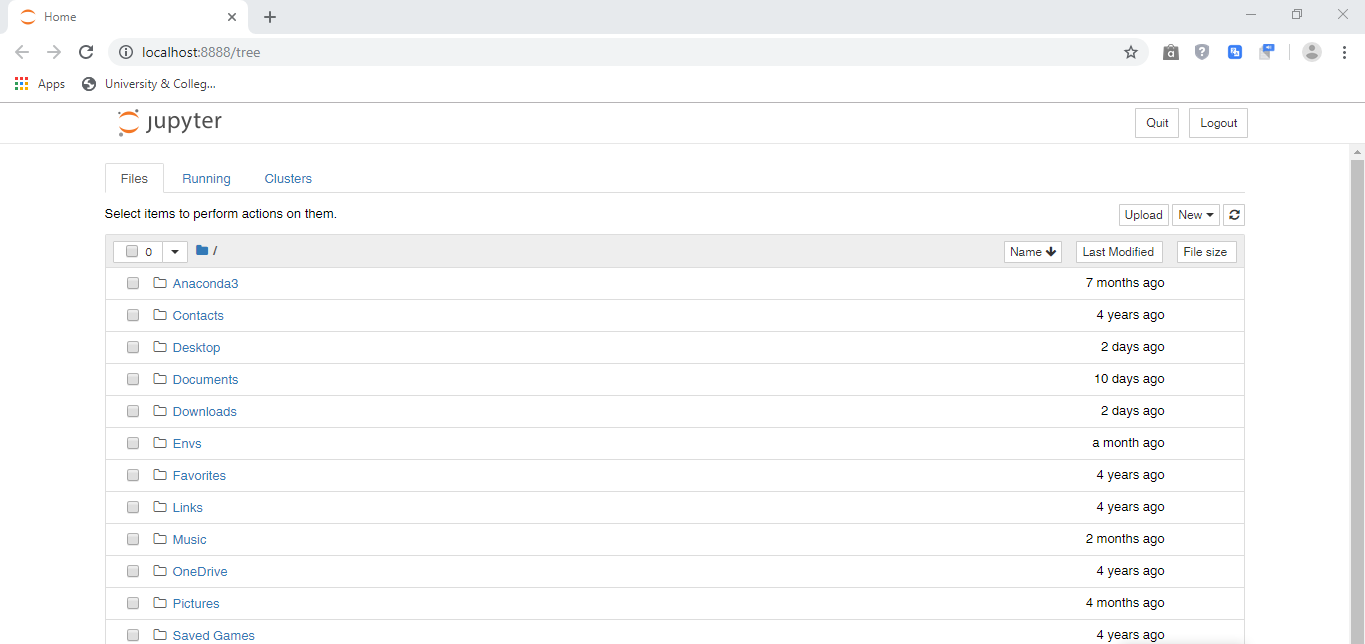 Home
localhost:8888/tree
Apps University & Colleg...
jupyter Quit Logout
Files Running Clusters
Select items to perform actions on them. Upload New
0 / Name Last Modified File size
Anaconda3 7 months ago
Contacts 4 years ago
Desktop 2 days ago
Documents 10 days ago
Downloads 2 days ago
Envs a month ago
Favorites 4 years ago
Links 4 years ago
Music 2 months ago
OneDrive 4 years ago
Pictures 4 months ago
Saved Games 4 years ago